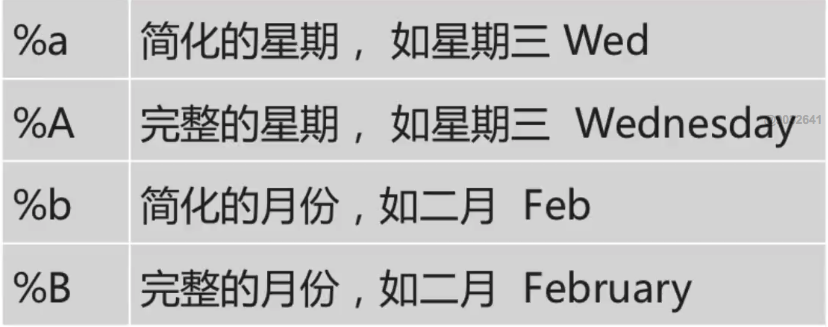 %a 简化的星期， 如星期三 Wed
%A 完整的星期， 如星期三 Wednesday
%b 简化的月份，如二月 Feb
%B 完整的月份，如二月 February